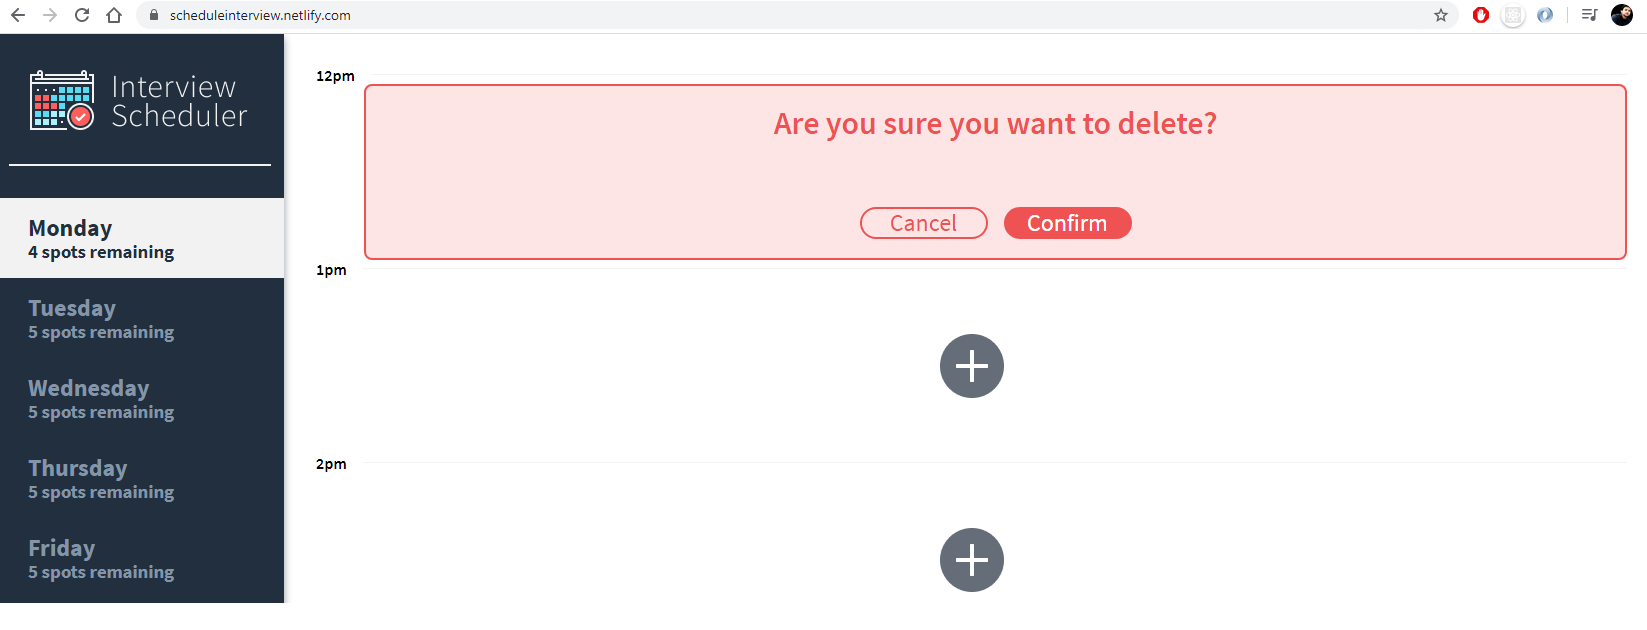 scheduleinterview.netlify.com
Interview
Scheduler
Monday
4 spots remaining
Tuesday
5 spots remaining
Wednesday
5 spots remaining
Thursday
5 spots remaining
Friday
5 spots remaining
12pm
Are you sure you want to delete?
Cancel Confirm
1pm
2pm